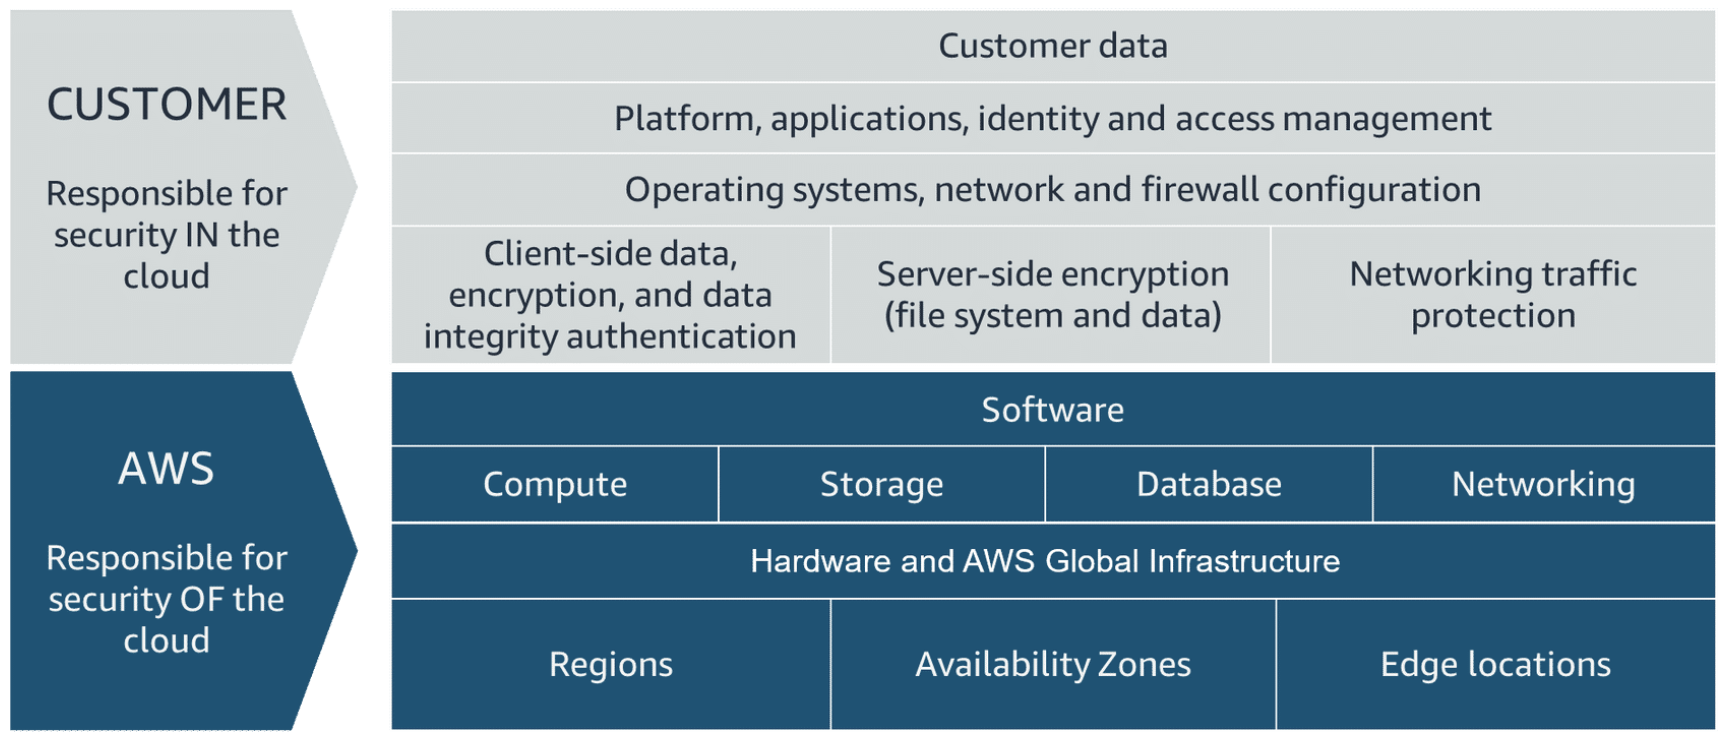 CUSTOMER
Responsible for
security IN the
cloud
Customer data
Platform, applications, identity and access management
Operating systems, network and firewall configuration
Client-side data,
encryption, and data
integrity authentication
Server-side encryption
(file system and data)
Networking traffic
protection
AWS
Responsible for
security OF the
cloud
Software
Compute
Storage
Database
Networking
Hardware and AWS Global Infrastructure
Regions
Availability Zones
Edge locations